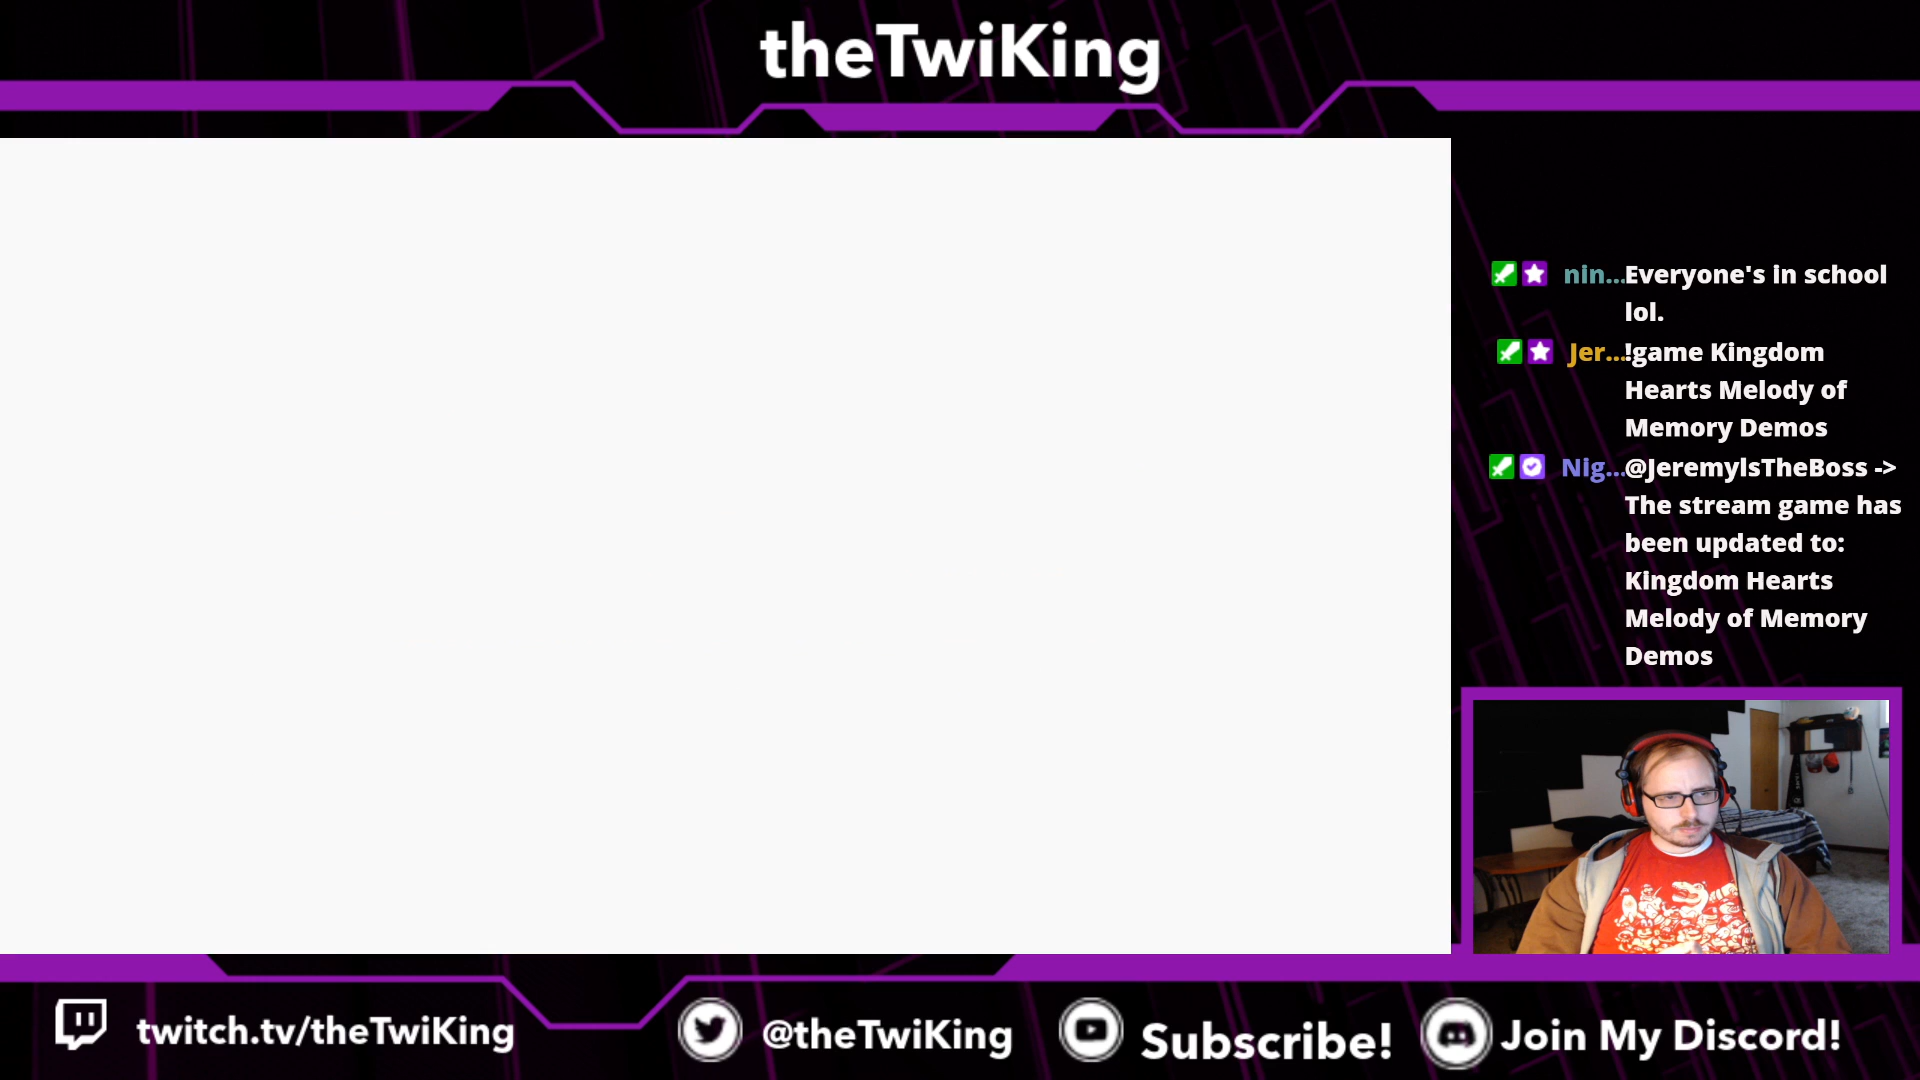 theTwiKing
nin... Everyone's in school
lol.
Jer... !game Kingdom
Hearts Melody of
Memory Demos
Nig... @JeremyIsTheBoss ->
The stream game has
been updated to:
Kingdom Hearts
Melody of Memory
Demos
twitch.tv/theTwiKing
@theTwiKing
Subscribe!
Join My Discord!